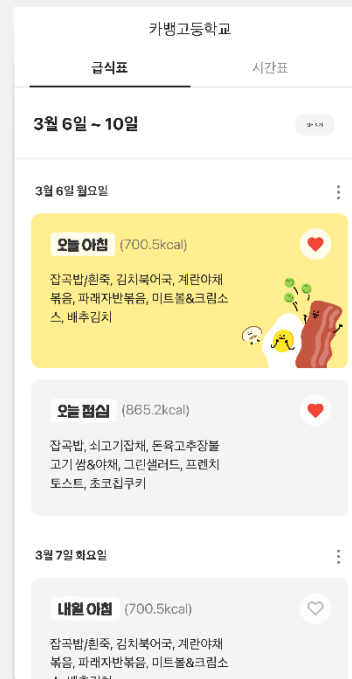 카뱅고등학교
급식표 시간표
3월 6일 ~ 10일
3월 6일 월요일
오늘 아침 (700.5kcal)
잡곡밥/흰죽, 김치북어국, 계란야채
볶음, 파래자반볶음, 미트볼&크림소
스, 배추김치
오늘 점심 (865.2kcal)
잡곡밥, 쇠고기잡채, 돈육고추장불
고기 쌈&야채, 그린샐러드, 프렌치
토스트, 초코칩쿠키
3월 7일 화요일
내일 아침 (700.5kcal)
잡곡밥/흰죽, 김치북어국, 계란야채
볶음, 파래자반볶음, 미트볼&크림소